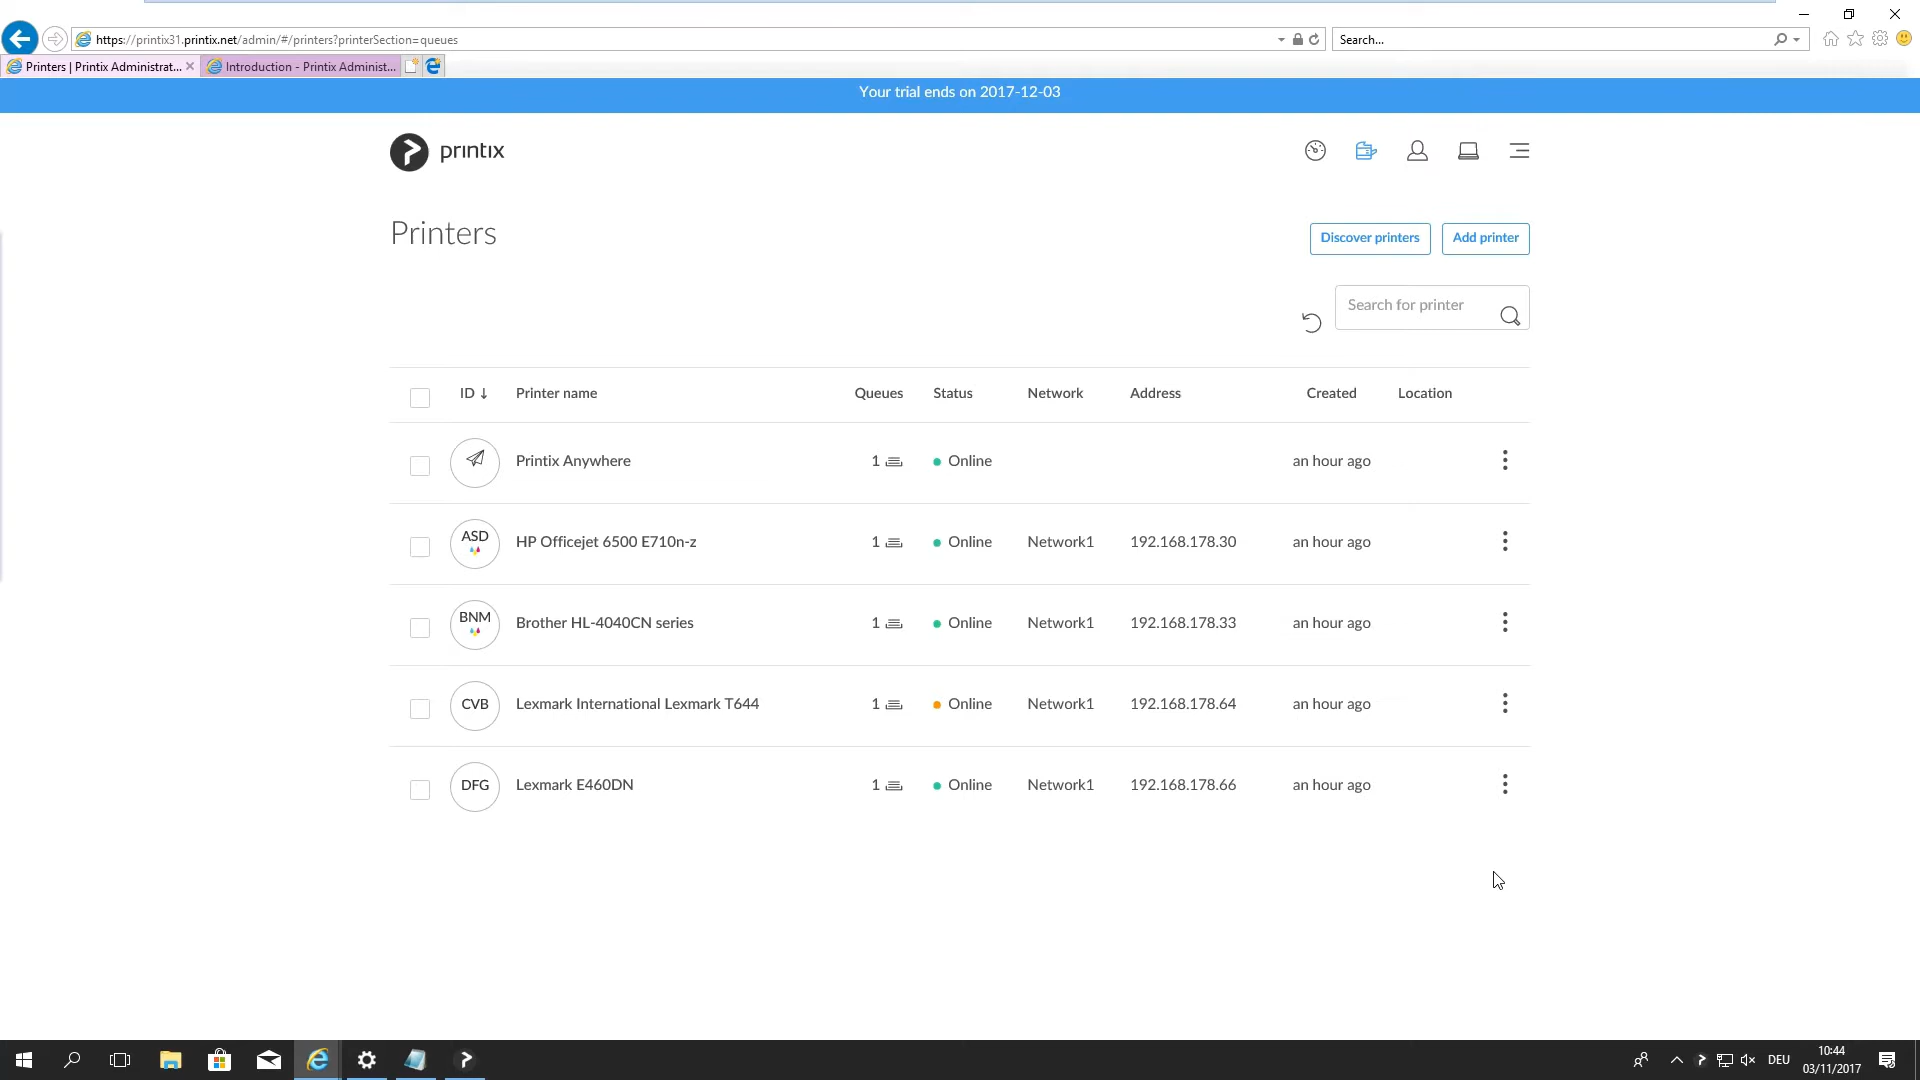 https://printix31.printix.net/admin/#/printers?printerSection=queues
Search...
Printers | Printix Administrat...
Introduction - Printix Administ...
Your trial ends on 2017-12-03
printix
Printers
Discover printers
Add printer
Search for printer
ID ↓ Printer name Queues Status Network Address Created Location
Printix Anywhere 1 Online an hour ago
ASD HP Officejet 6500 E710n-z 1 Online Network1 192.168.178.30 an hour ago
BNM Brother HL-4040CN series 1 Online Network1 192.168.178.33 an hour ago
CVB Lexmark International Lexmark T644 1 Online Network1 192.168.178.64 an hour ago
DFG Lexmark E460DN 1 Online Network1 192.168.178.66 an hour ago
DEU
10:44
03/11/2017